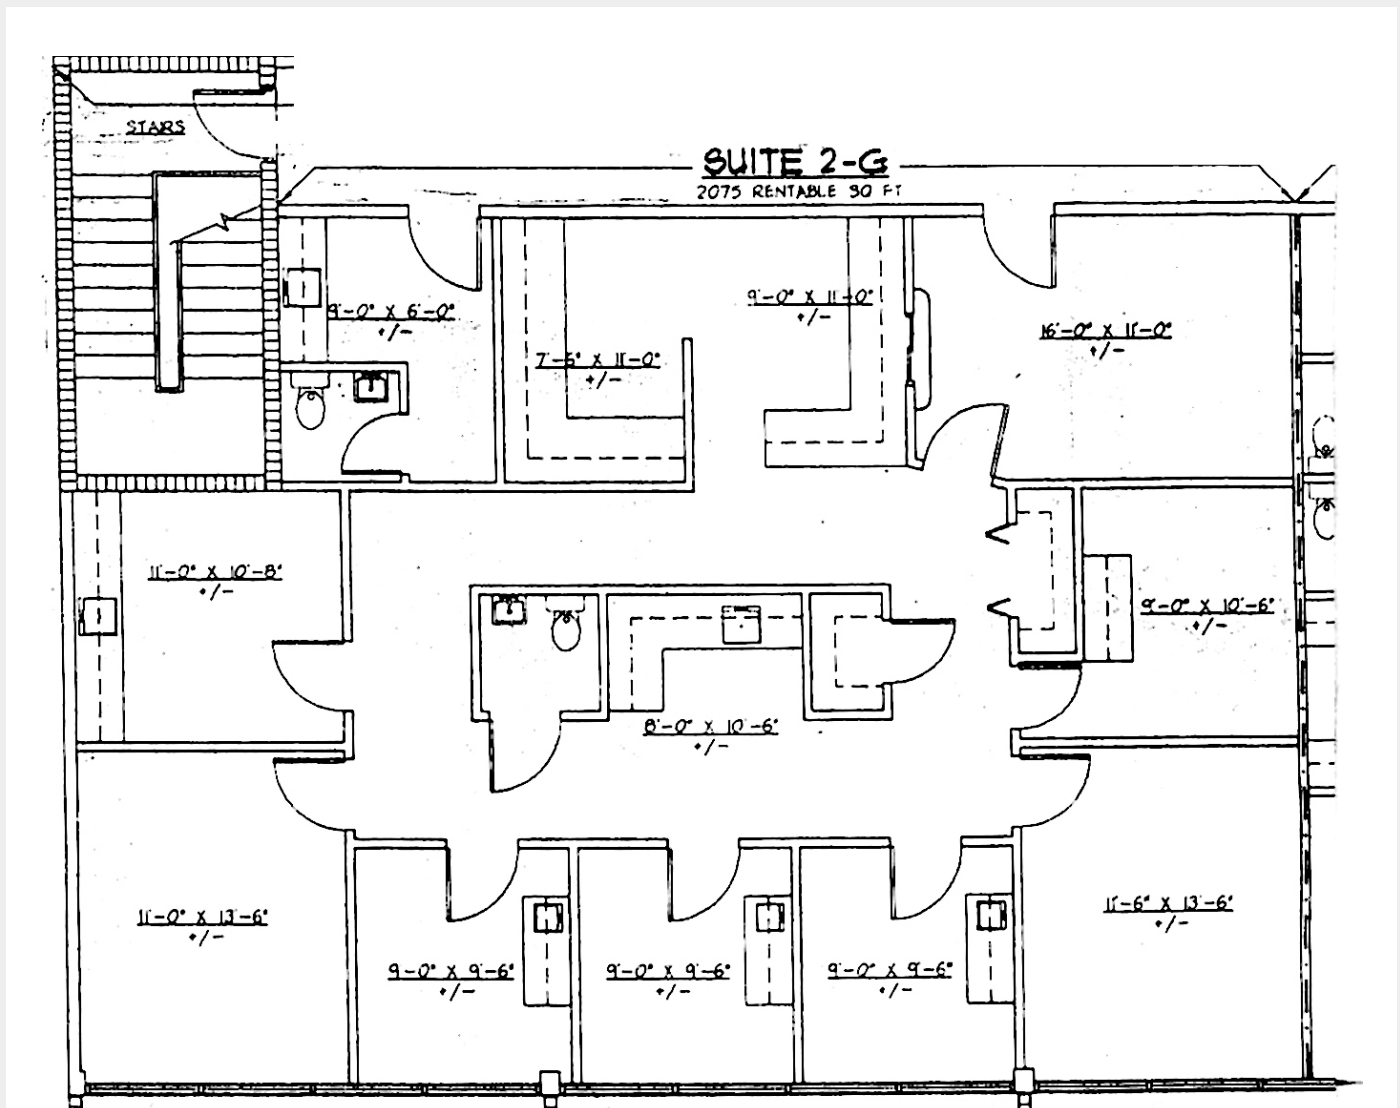 STAIRS
SUITE 2-G
2075 RENTABLE SQ FT
9'-0" X 6'-0"
+/-
9'-0" X 11'-0"
+/-
16'-0" X 11'-0"
+/-
7'-6" X 11'-0"
+/-
11'-0" X 10'-8"
+/-
9'-0" X 10'-6"
+/-
8'-0" X 10'-6"
+/-
11'-0" X 13'-6"
+/-
11'-6" X 13'-6"
+/-
9'-0" X 9'-6"
+/-
9'-0" X 9'-6"
+/-
9'-0" X 9'-6"
+/-